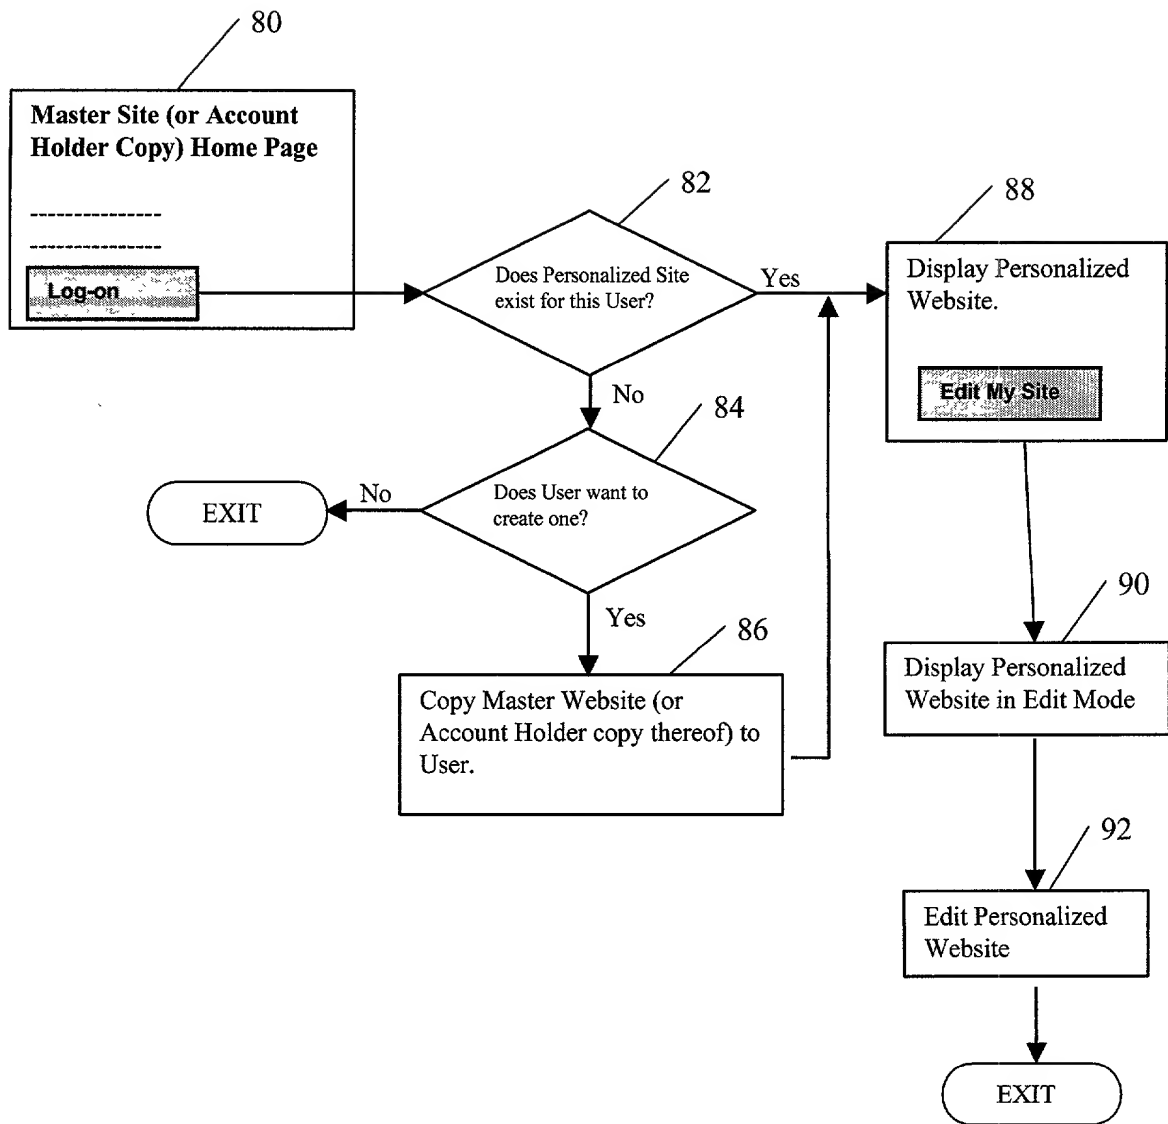 80
Master Site (or Account
Holder Copy) Home Page
Log-on
82
Does Personalized Site
exist for this User?
Yes
No
88
Display Personalized
Website.
Edit My Site
84
Does User want to
create one?
No
EXIT
Yes
86
Copy Master Website (or
Account Holder copy thereof) to
User.
90
Display Personalized
Website in Edit Mode
92
Edit Personalized
Website
EXIT